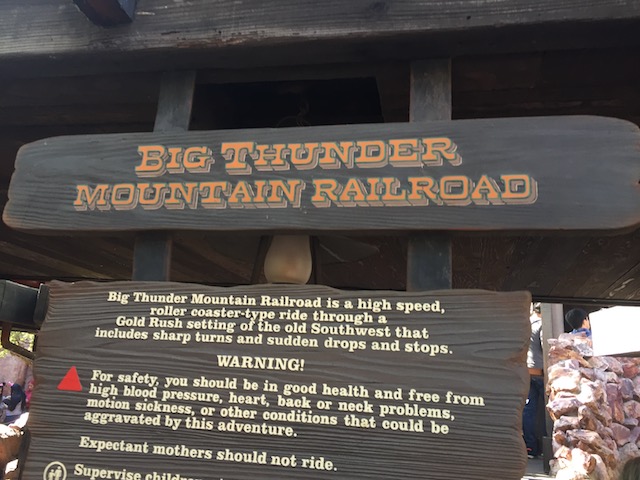 BIG THUNDER
MOUNTAIN RAILROAD
Big Thunder Mountain Railroad is a high speed,
roller coaster-type ride through a
Gold Rush setting of the old Southwest that
includes sharp turns and sudden drops and stops.
WARNING!
For safety, you should be in good health and free from
high blood pressure, heart, back or neck problems,
motion sickness, or other conditions that could be
aggravated by this adventure.
Expectant mothers should not ride.
Supervise